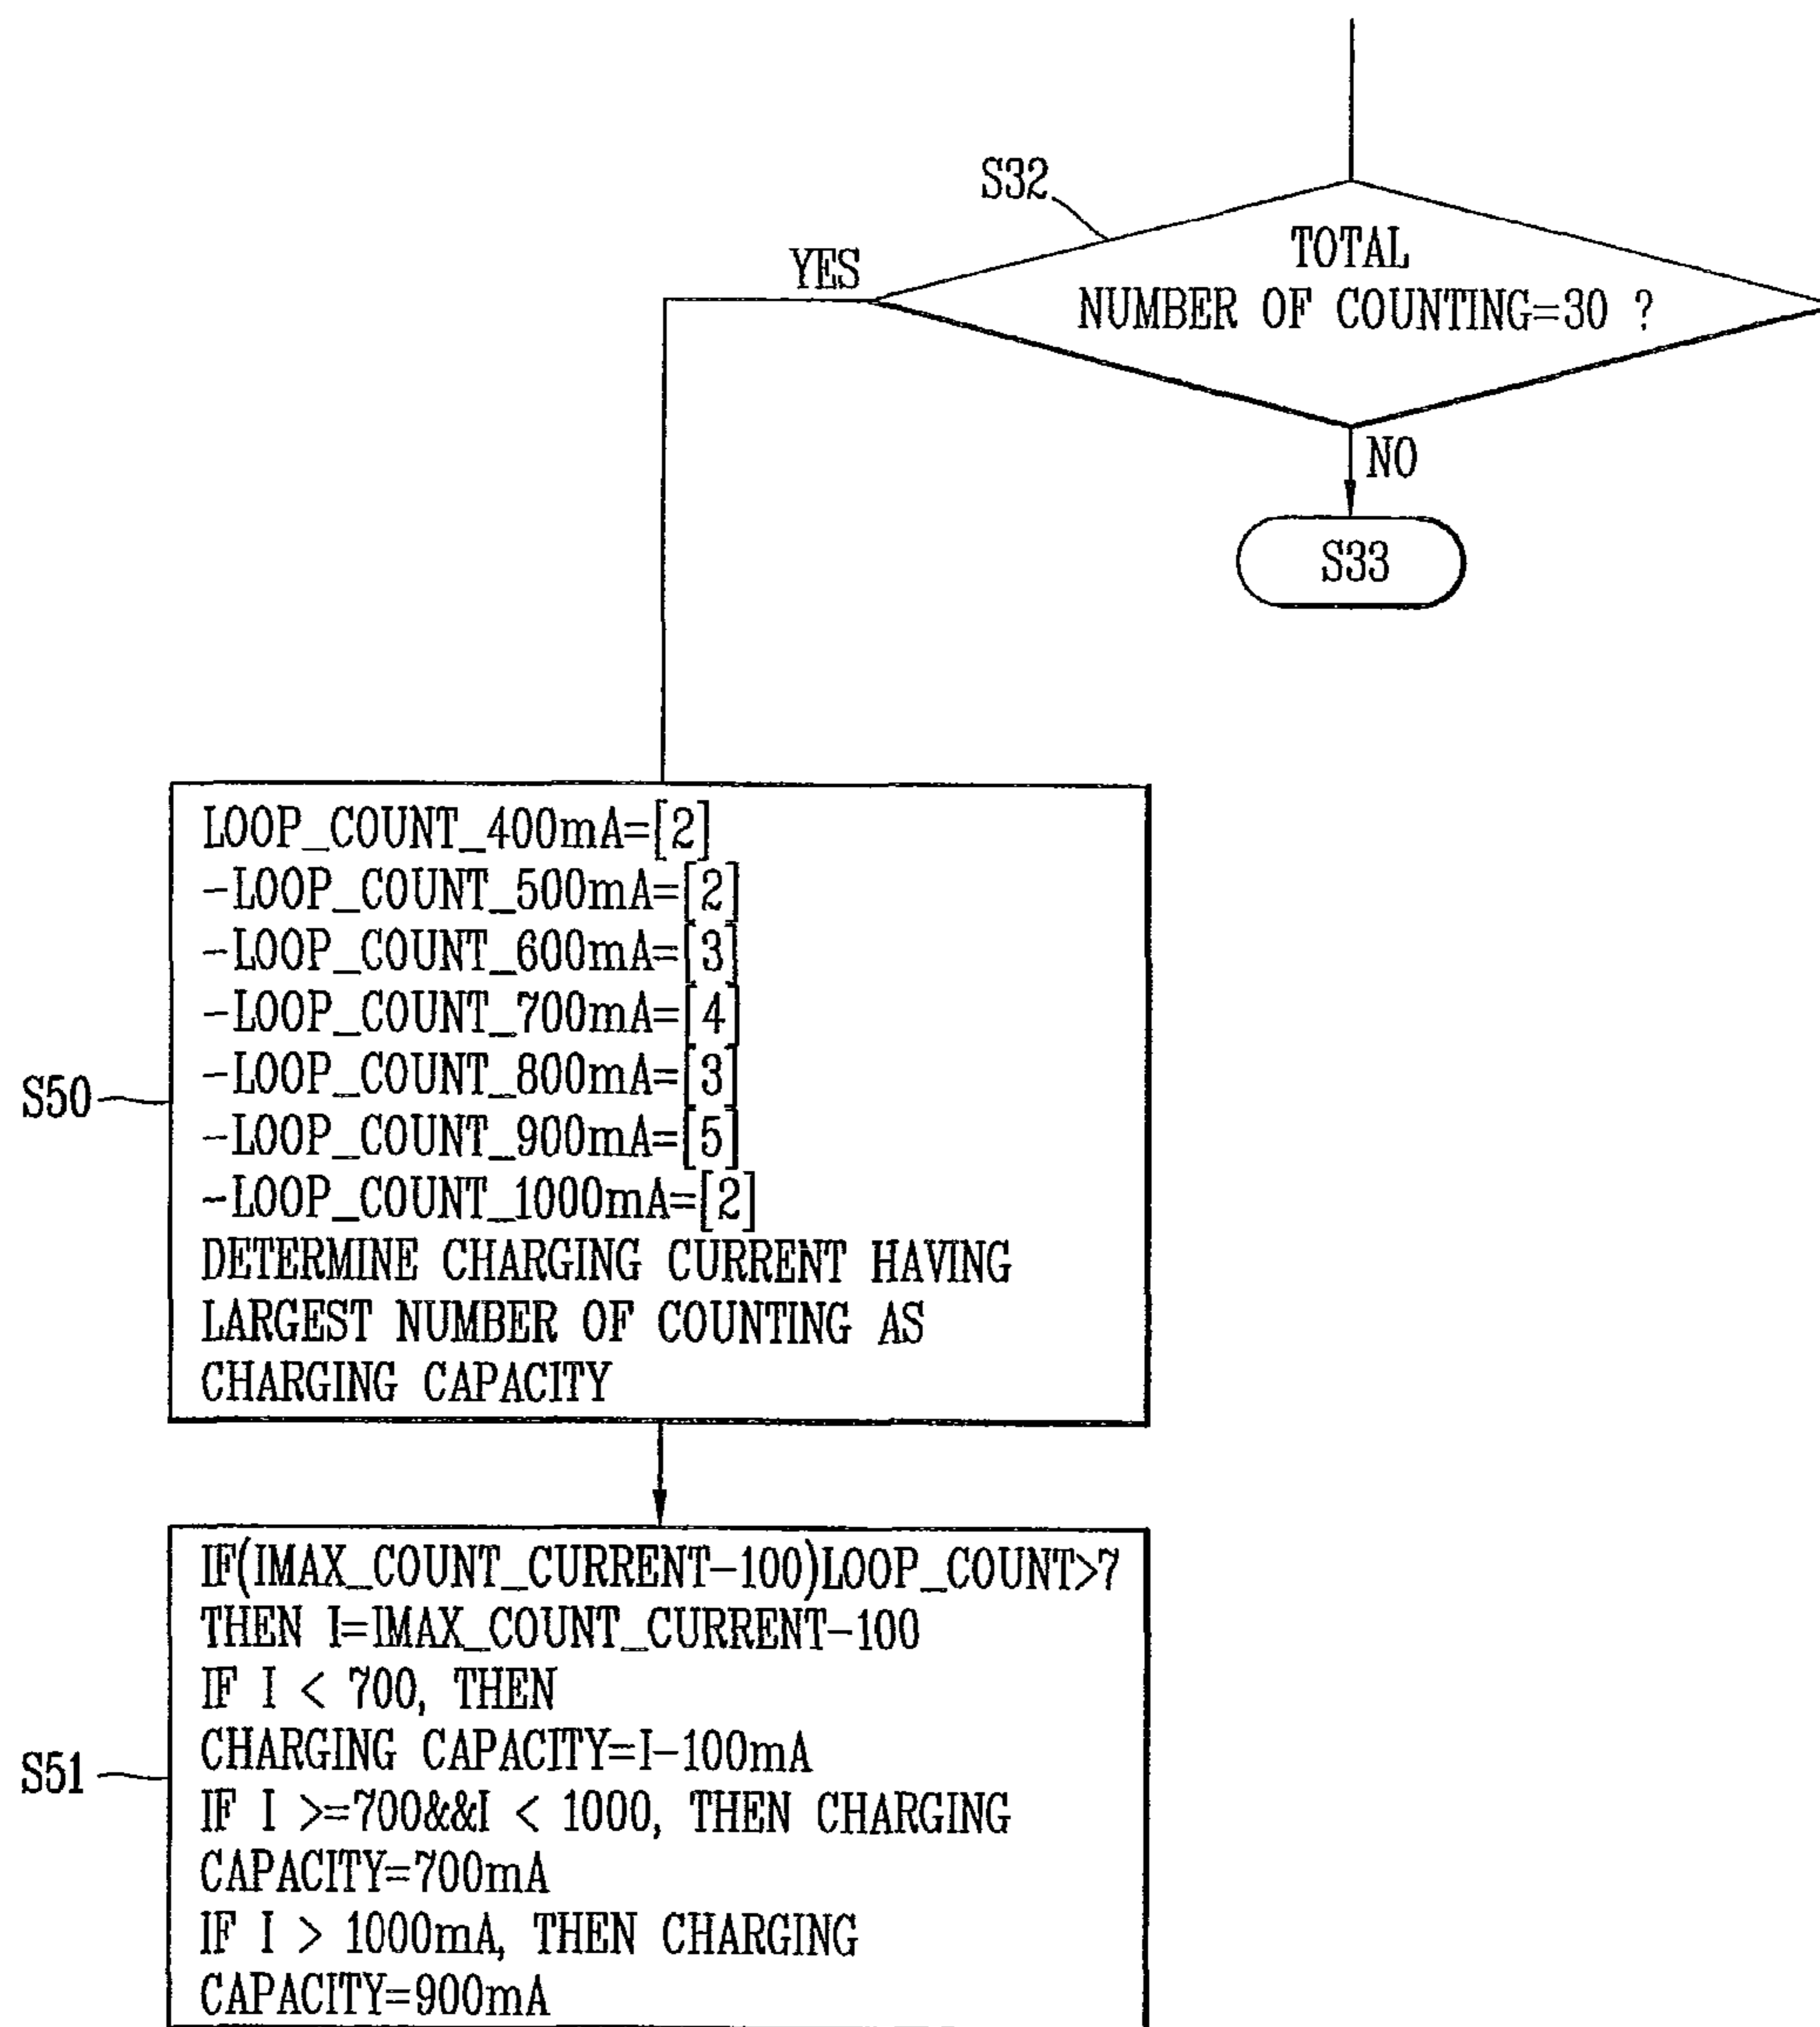 S32
TOTAL
YES
NUMBER OF COUNTING=30 ?
NO
S33
LOOP_COUNT_400mA=[2]
-LOOP_COUNT_500mA=[2]
-LOOP_COUNT_600mA=[3]
-LOOP_COUNT_700mA=[4]
-LOOP_COUNT_800mA=[3]
S50
-LOOP_COUNT_900mA=[5]
-LOOP_COUNT_1000mA=[2]
DETERMINE CHARGING CURRENT HAVING
LARGEST NUMBER OF COUNTING AS
CHARGING CAPACITY
IF(IMAX_COUNT_CURRENT-100)LOOP_COUNT>7
THEN I=IMAX_COUNT_CURRENT-100
IF I < 700, THEN
CHARGING CAPACITY=I-100mA
S51
IF I >=700&&I < 1000, THEN CHARGING
CAPACITY=700mA
IF I > 1000mA, THEN CHARGING
CAPACITY=900mA